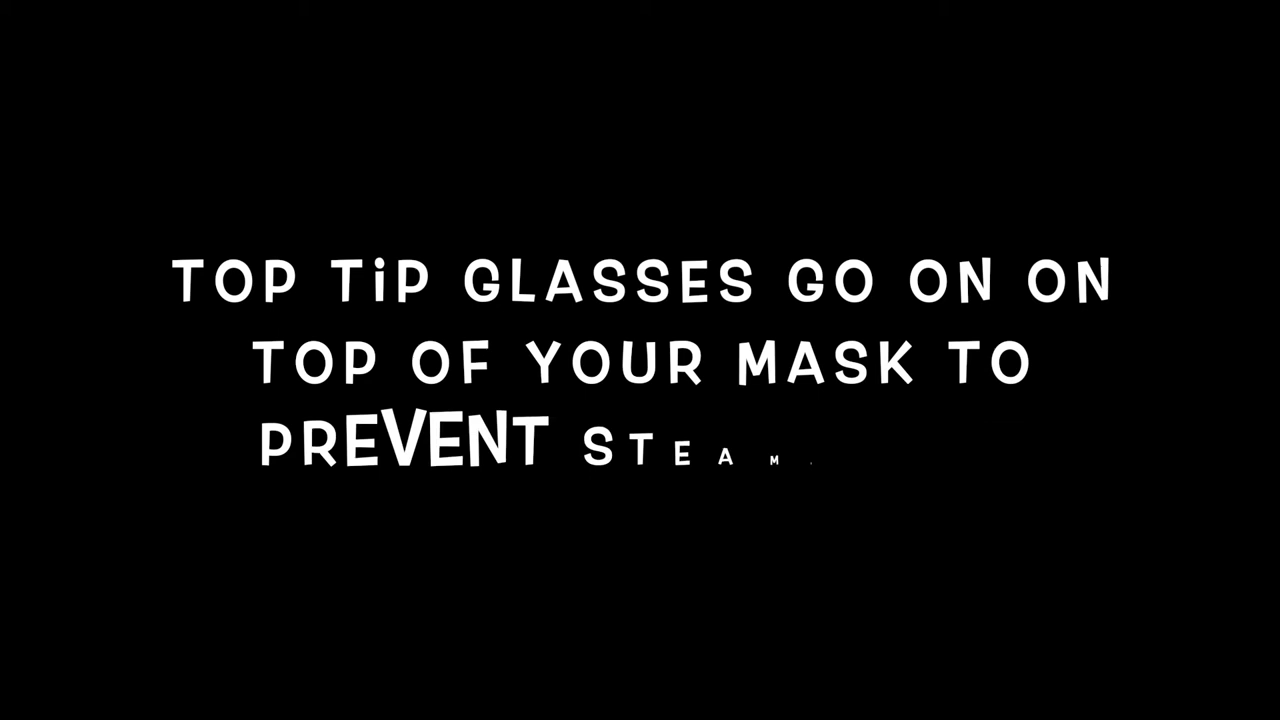 TOP TiP GLASSES GO ON ON
TOP OF YOUR MASK TO
PREVENT STEAM